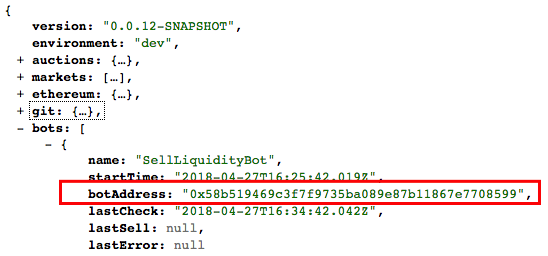 {
version: "0.0.12-SNAPSHOT",
environment: "dev",
+ auctions: {…},
+ markets: […],
+ ethereum: {…},
+ git: {…},
- bots: [
- {
name: "SellLiquidityBot",
startTime: "2018-04-27T16:25:42.019Z",
botAddress: "0x58b519469c3f7f9735ba089e87b11867e7708599",
lastCheck: "2018-04-27T16:34:42.042Z",
lastSell: null,
lastError: null